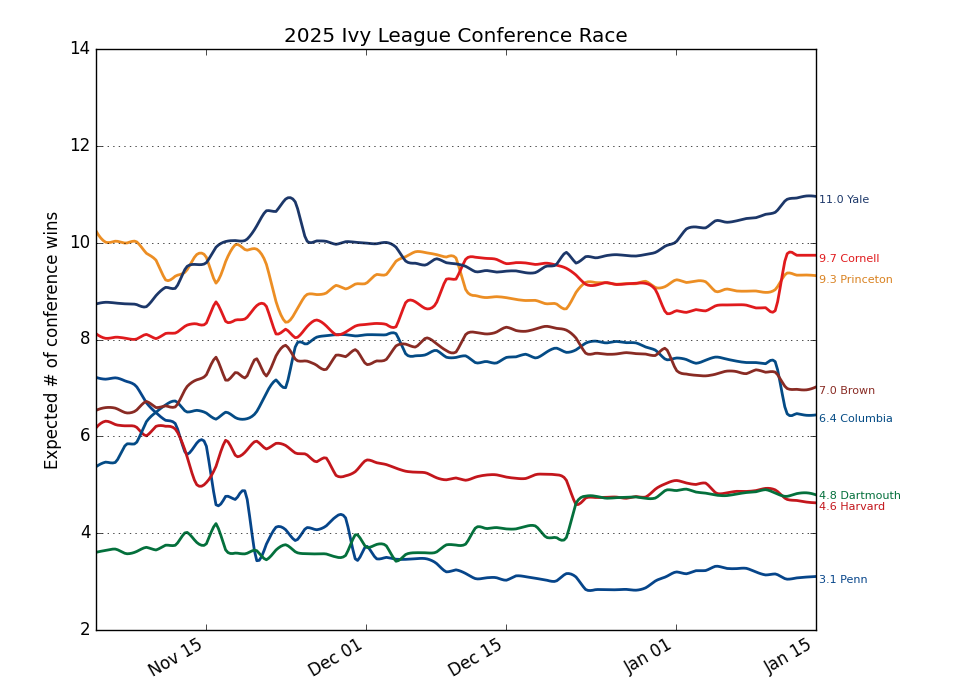 2025 Ivy League Conference Race
Expected # of conference wins
14
12
10
8
6
4
2
11.0 Yale
9.7 Cornell
9.3 Princeton
7.0 Brown
6.4 Columbia
4.8 Dartmouth
4.6 Harvard
3.1 Penn
Nov 15
Dec 01
Dec 15
Jan 01
Jan 15